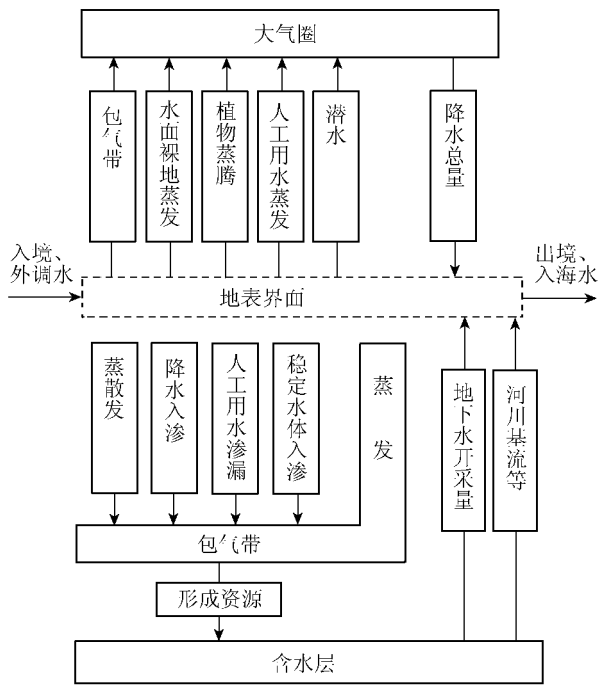 大气圈
包气带
水面裸地蒸发
植物蒸腾
人工用水蒸发
潜水
降水总量
入境、
外调水
地表界面
出境、
入海水
蒸散发
降水入渗
人工用水渗漏
稳定水体入渗
蒸发
地下水开采量
河川基流等
包气带
形成资源
含水层